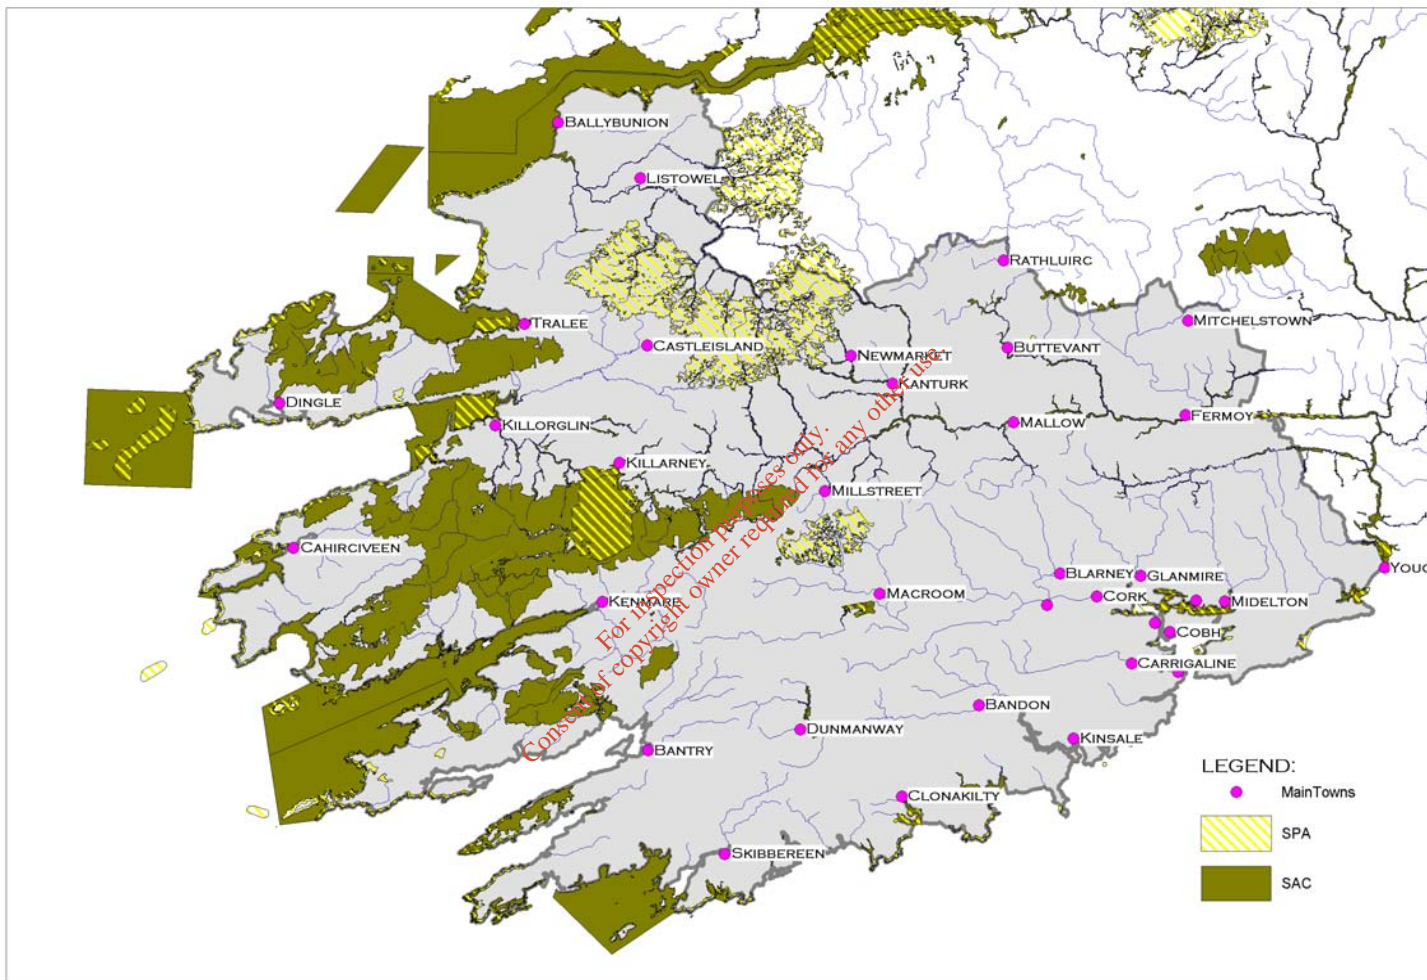 BALLYBUNION
LISTOWEL
RATHLUIRC
TRALEE
MITCHELSTOWN
CASTLEISLAND
BUTTEVANT
NEWMARKET
KANTURK
DINGLE
FERMOY
MALLOW
KILLORGLIN
KILLARNEY
MILLSTREET
CAHIRCIVEEN
BLARNEY
GLANMIRE
YOUG
MACROOM
CORK
KENMARE
MIDELTON
COBH
CARRIGALINE
BANDON
DUNMANWAY
KINSALE
BANTRY
CLONAKILTY
SKIBBEREEN
For inspection purposes only.
Consent of copyright owner required for any other use.
LEGEND:
MainTowns
SPA
SAC